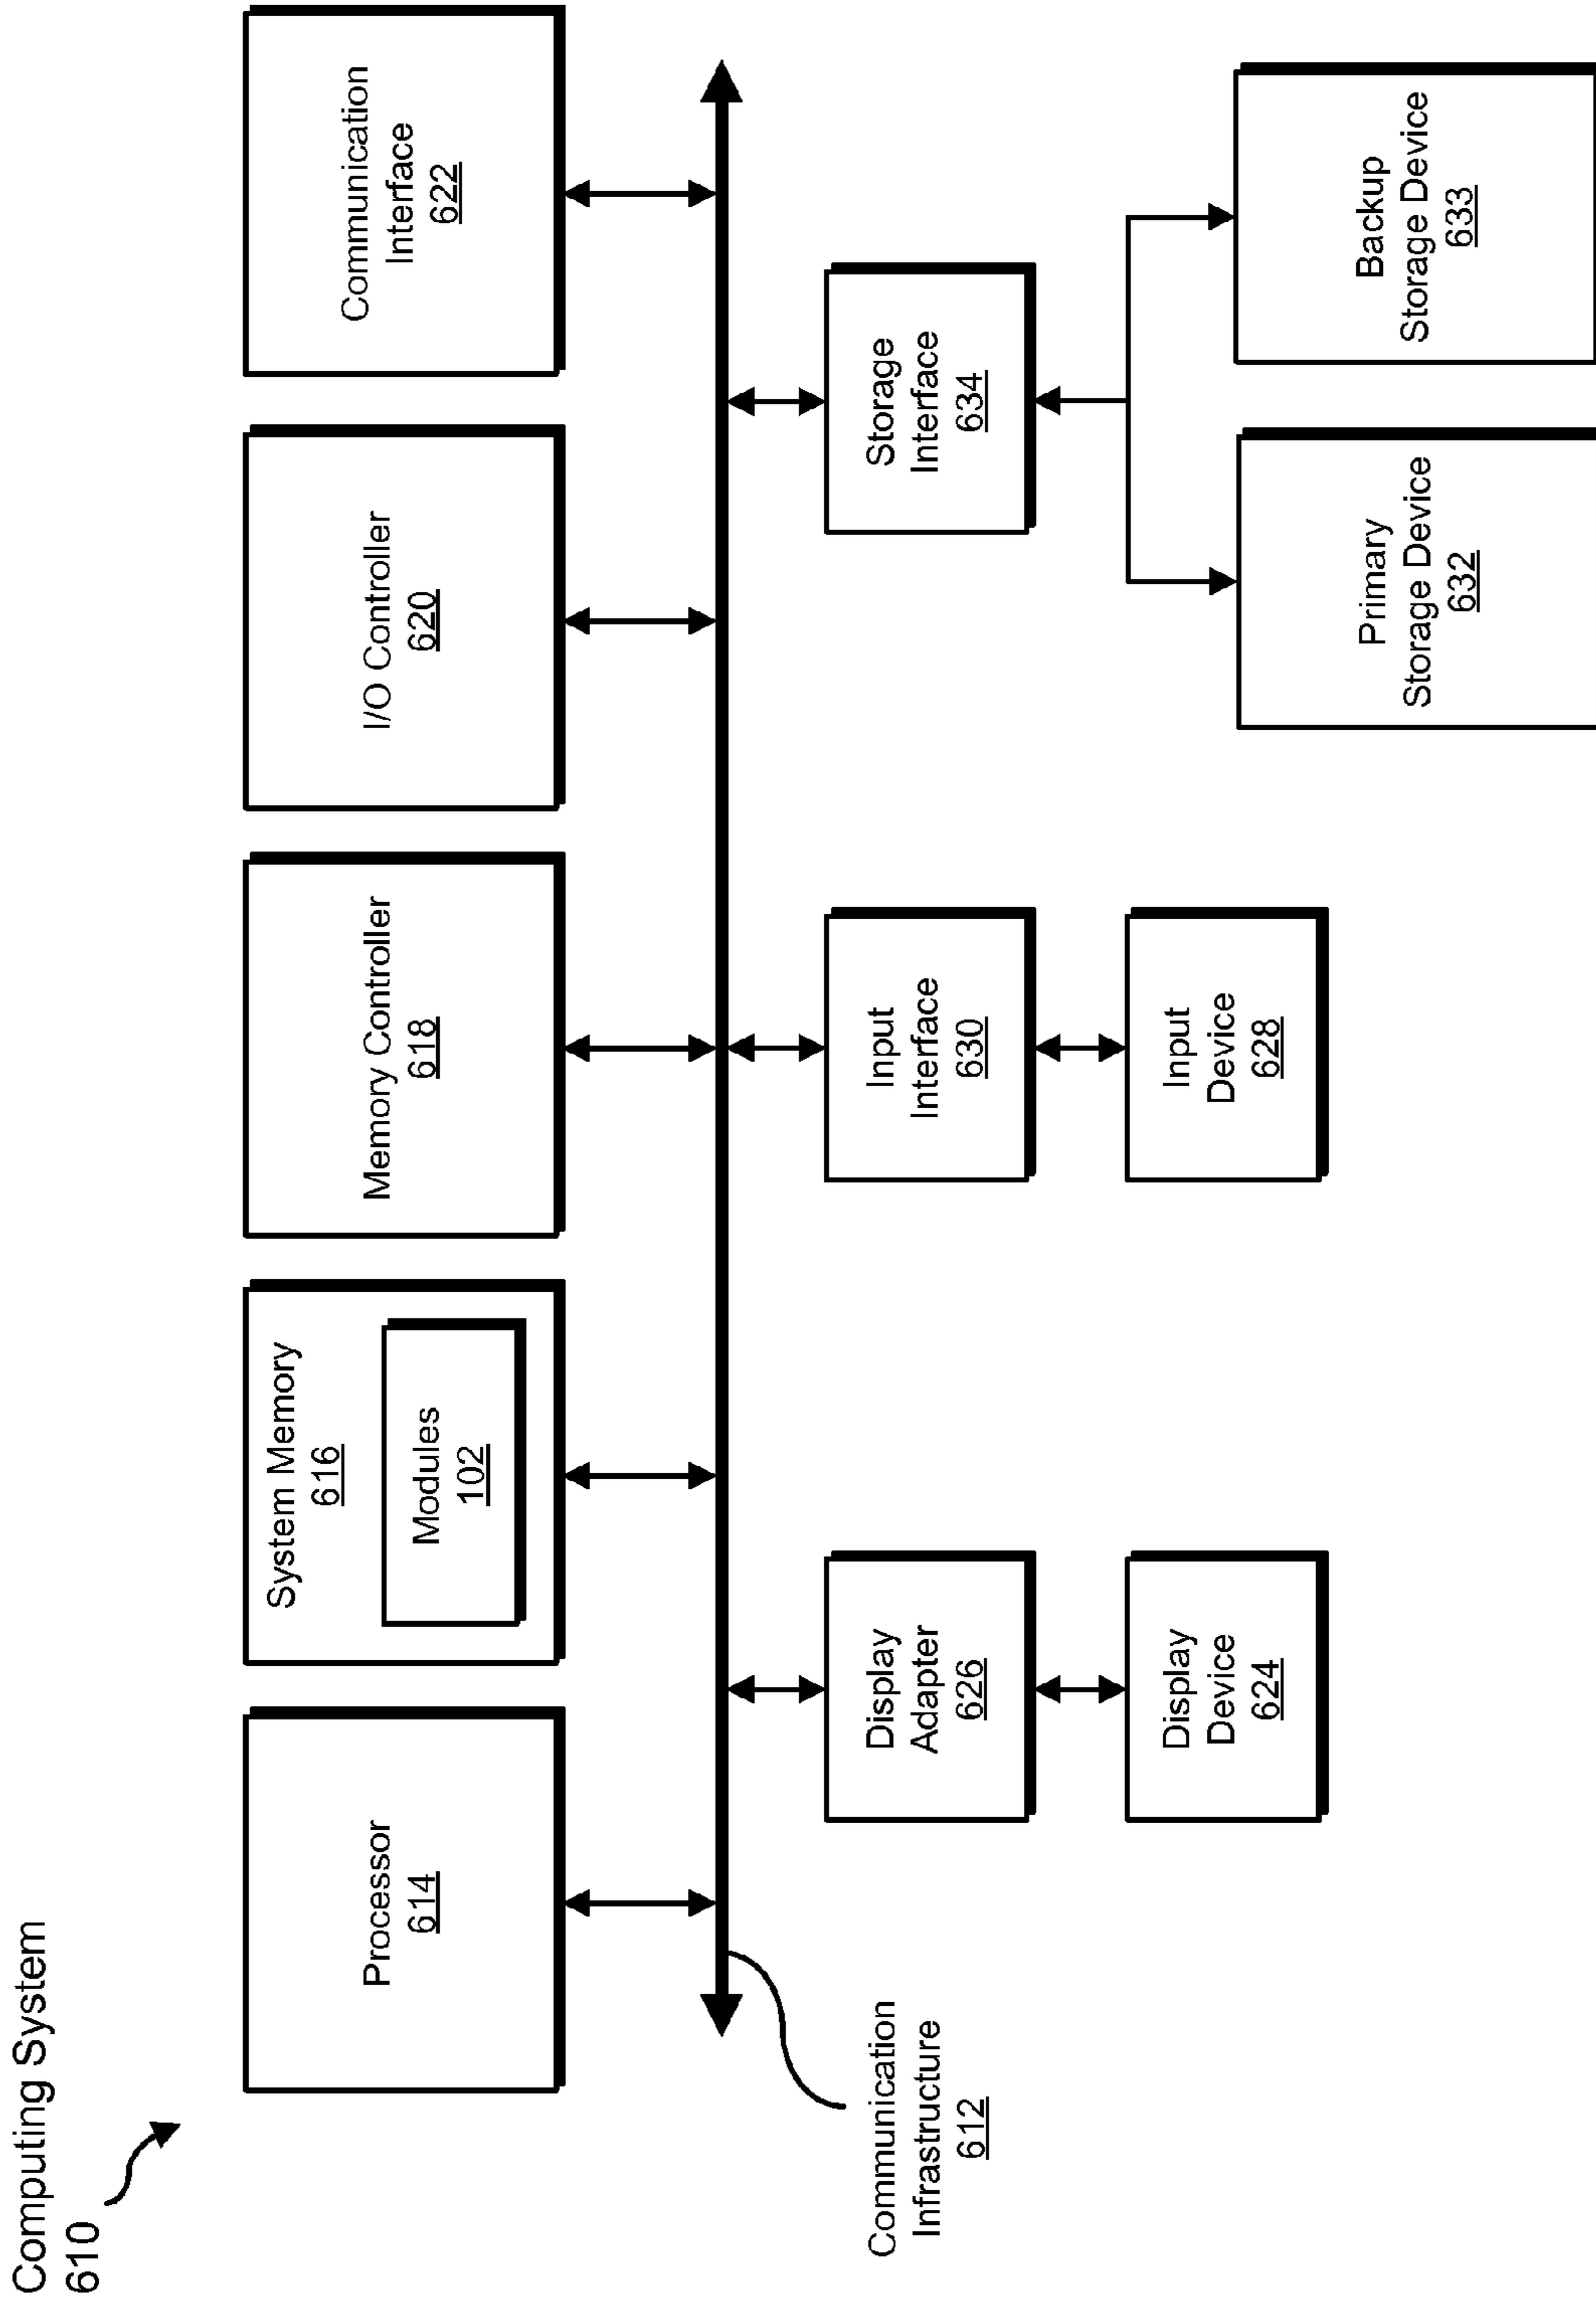 Computing System
610
Processor
614
System Memory
616
Modules
102
Memory Controller
618
I/O Controller
620
Communication
Interface
622
Communication
Infrastructure
612
Display
Adapter
626
Input
Interface
630
Storage
Interface
634
Display
Device
624
Input
Device
628
Primary
Storage Device
632
Backup
Storage Device
633